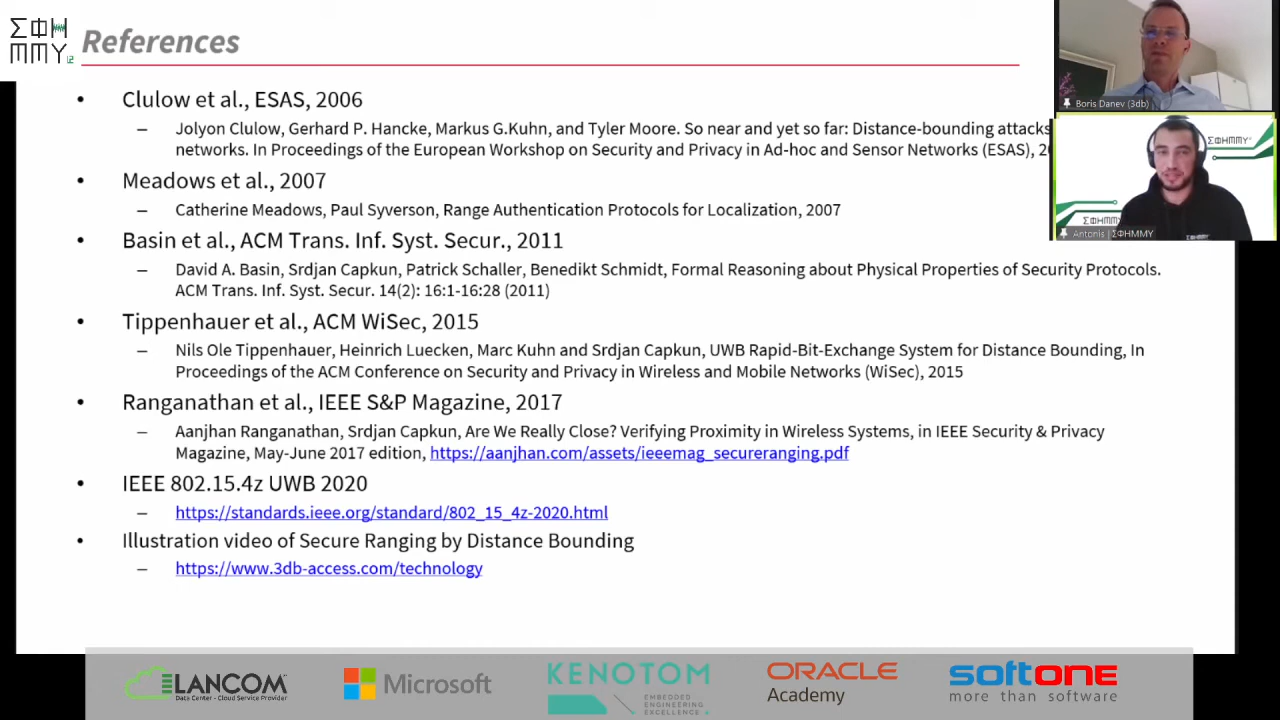 ΣΦΗ
ΜΜΥ 12
References
• Clulow et al., ESAS, 2006
– Jolyon Clulow, Gerhard P. Hancke, Markus G.Kuhn, and Tyler Moore. So near and yet so far: Distance-bounding attacks
networks. In Proceedings of the European Workshop on Security and Privacy in Ad-hoc and Sensor Networks (ESAS),
• Meadows et al., 2007
– Catherine Meadows, Paul Syverson, Range Authentication Protocols for Localization, 2007
• Basin et al., ACM Trans. Inf. Syst. Secur., 2011
– David A. Basin, Srdjan Capkun, Patrick Schaller, Benedikt Schmidt, Formal Reasoning about Physical Properties of Security Protocols.
ACM Trans. Inf. Syst. Secur. 14(2): 16:1-16:28 (2011)
• Tippenhauer et al., ACM WiSec, 2015
– Nils Ole Tippenhauer, Heinrich Luecken, Marc Kuhn and Srdjan Capkun, UWB Rapid-Bit-Exchange System for Distance Bounding, In
Proceedings of the ACM Conference on Security and Privacy in Wireless and Mobile Networks (WiSec), 2015
• Ranganathan et al., IEEE S&P Magazine, 2017
– Aanjhan Ranganathan, Srdjan Capkun, Are We Really Close? Verifying Proximity in Wireless Systems, in IEEE Security & Privacy
Magazine, May-June 2017 edition, https://aanjhan.com/assets/ieeemag_secureranging.pdf
• IEEE 802.15.4z UWB 2020
– https://standards.ieee.org/standard/802_15_4z-2020.html
• Illustration video of Secure Ranging by Distance Bounding
– https://www.3db-access.com/technology
Boris Danev (3db)
ΣΦΗΜΜΥ
ΣΦΗΜΜΥ
Antonis | ΣΦΗΜΜΥ
LANCOM
Data Center - Cloud Service Provider
Microsoft
KENOTOM
EMBEDDED
ENGINEERING
EXCELLENCE
ORACLE
Academy
softone
more than software